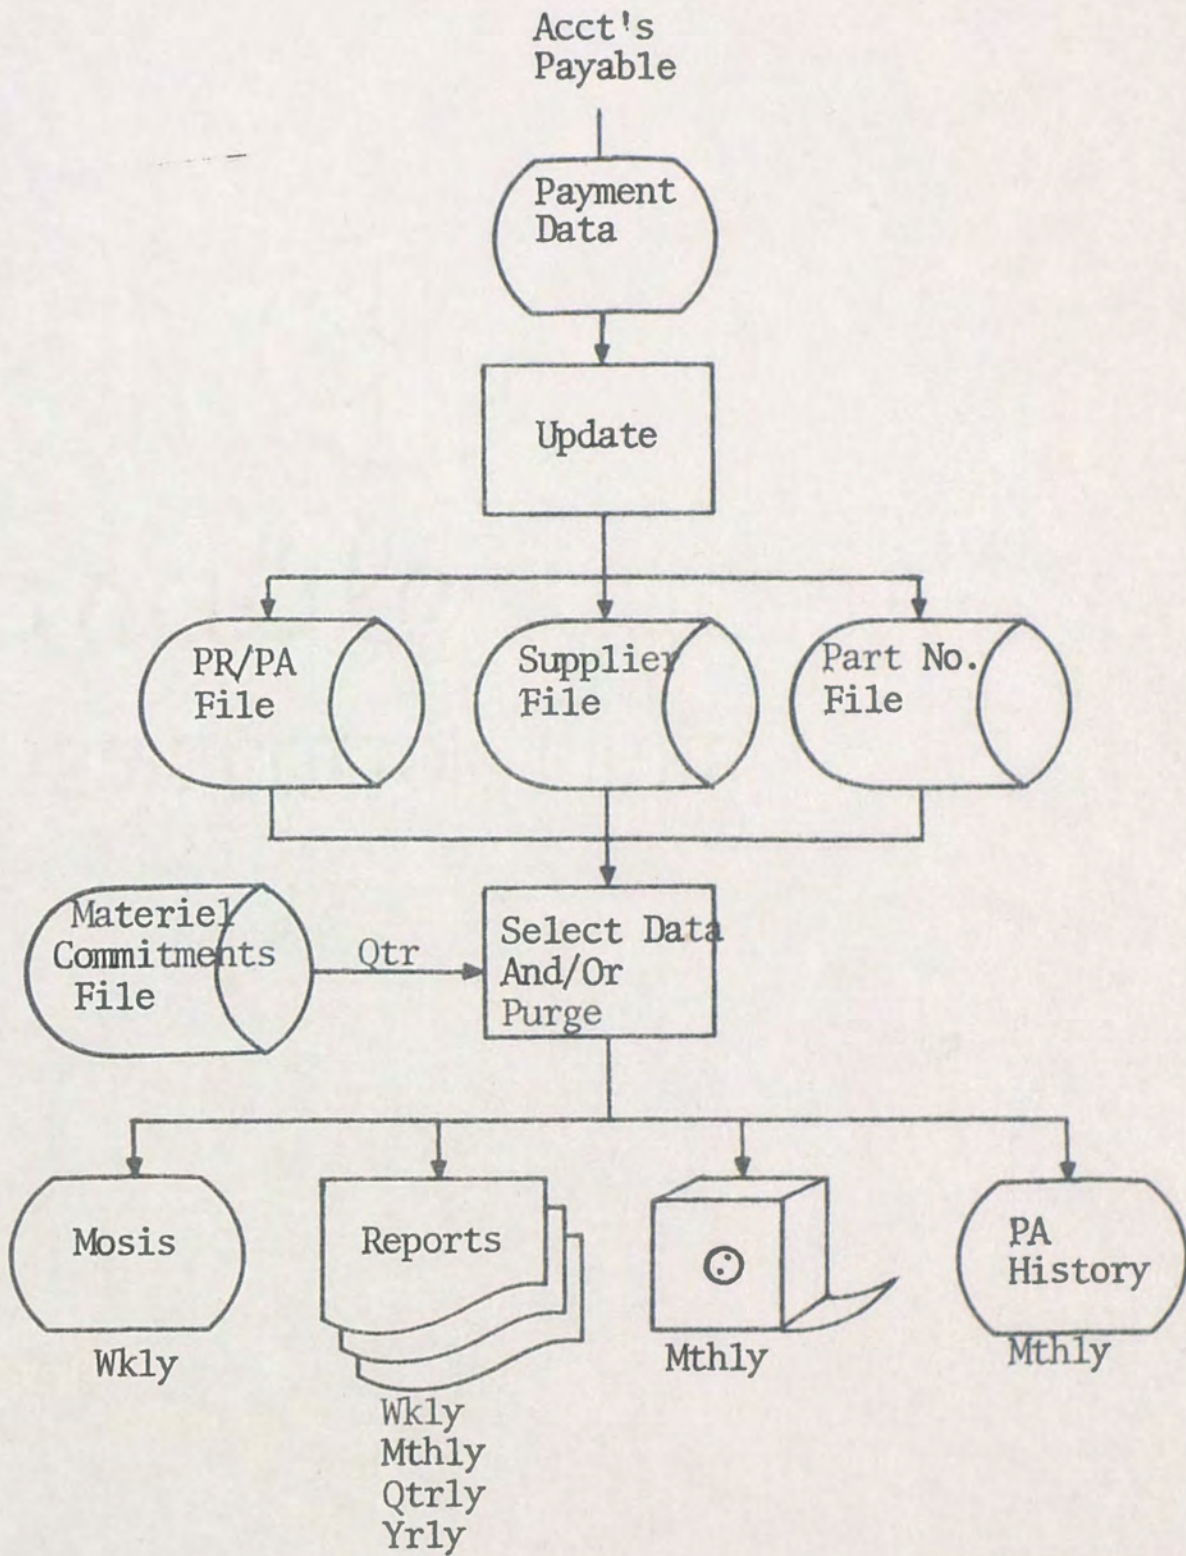 Acct's
Payable
Payment
Data
Update
PR/PA
File
Supplier
File
Part No.
File
Materiel
Commitments
File
Qtr
Select Data
And/Or
Purge
Mosis
Wkly
Reports
Wkly
Mthly
Qtrly
Yrly
Mthly
PA
History
Mthly